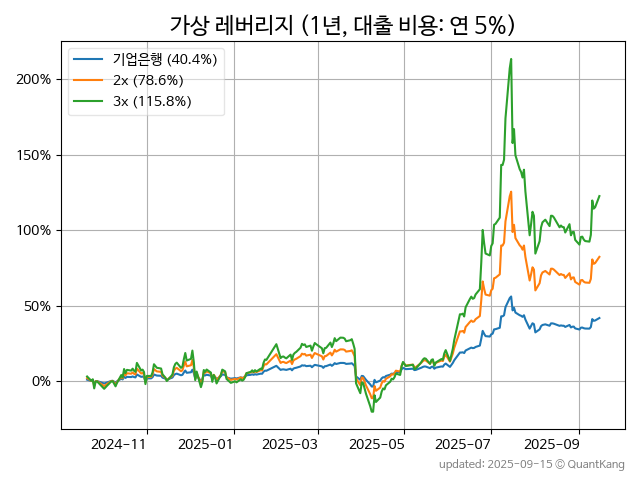 가상 레버리지 (1년, 대출 비용: 연 5%)
기업은행 (40.4%)
2x (78.6%)
3x (115.8%)
200%
150%
100%
50%
0%
2024-11 2025-01 2025-03 2025-05 2025-07 2025-09
updated: 2025-09-15 © QuantKang